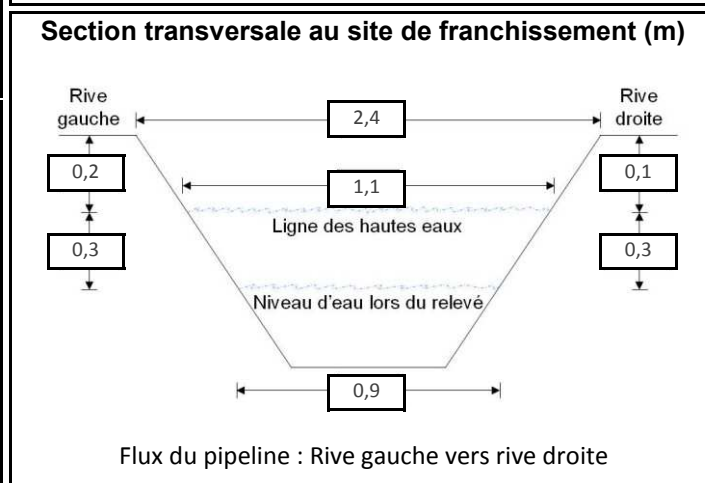 Section transversale au site de franchissement (m)
Rive gauche
Rive droite
2,4
0,2
1,1
0,1
Ligne des hautes eaux
0,3
0,3
Niveau d'eau lors du relevé
0,9
Flux du pipeline : Rive gauche vers rive droite